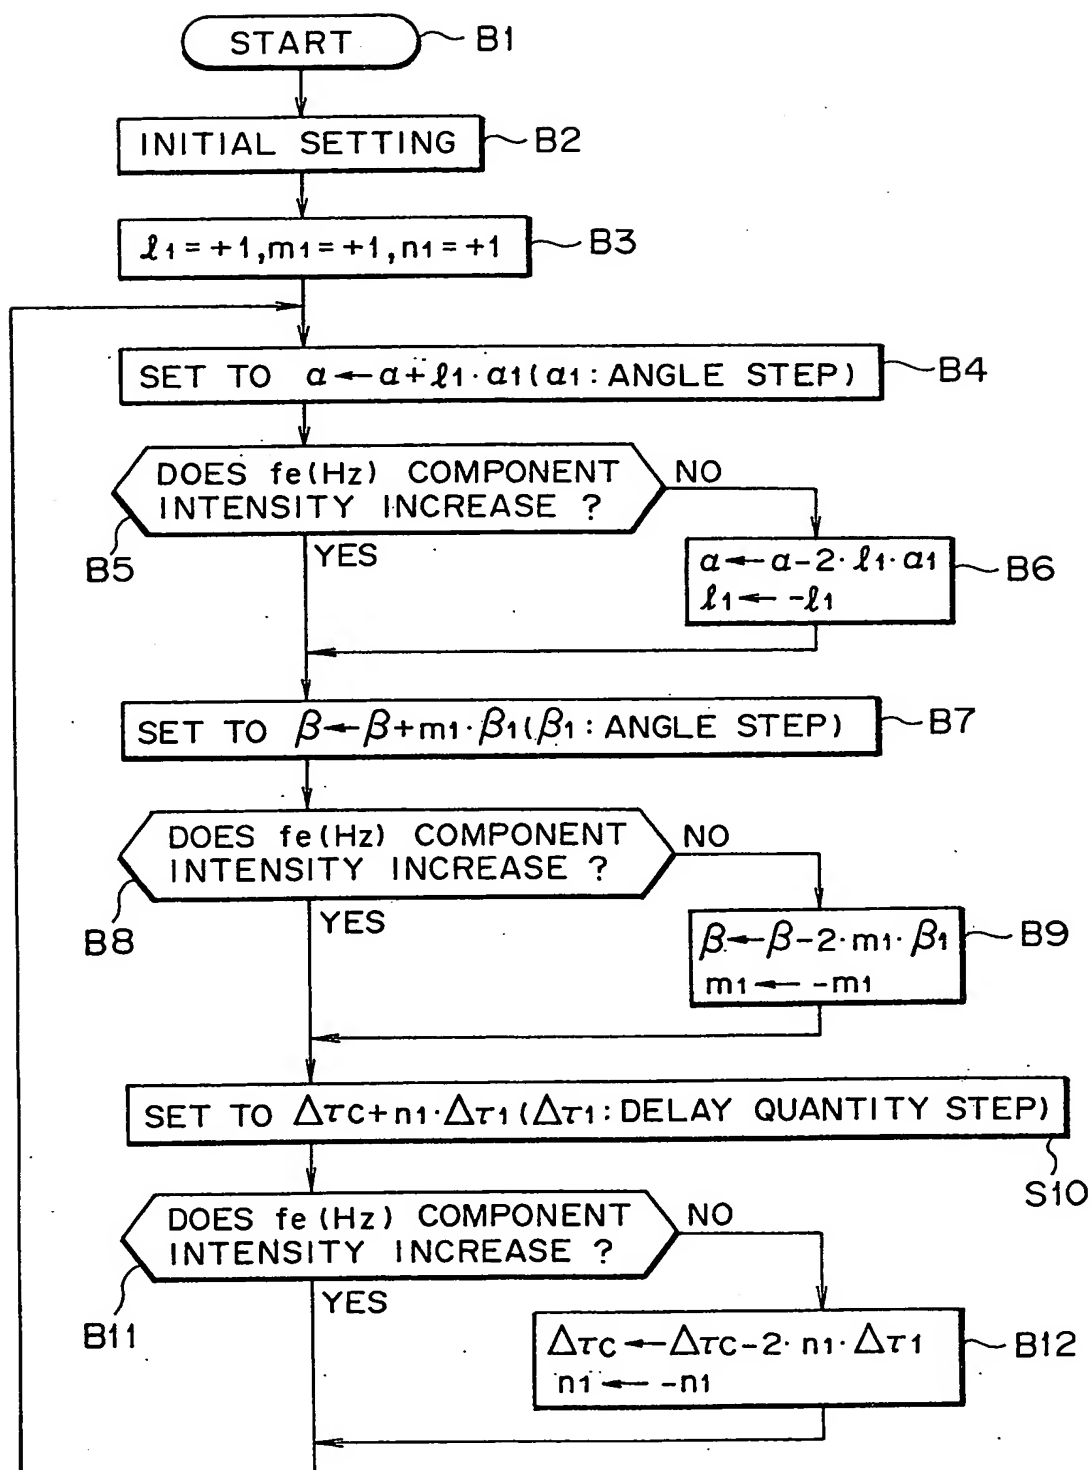 START
B1
INITIAL SETTING
B2
ℓ1=+1,m1=+1,n1=+1
B3
SET TO α←α+ℓ1·α1(α1:ANGLE STEP)
B4
DOES fe(Hz) COMPONENT
INTENSITY INCREASE ?
NO
YES
B5
α←α-2·ℓ1·α1
ℓ1← -ℓ1
B6
SET TO β←β+m1·β1(β1:ANGLE STEP)
B7
DOES fe(Hz) COMPONENT
INTENSITY INCREASE ?
NO
YES
B8
β←β-2·m1·β1
m1← -m1
B9
SET TO Δτc+n1·Δτ1(Δτ1:DELAY QUANTITY STEP)
S10
DOES fe(Hz) COMPONENT
INTENSITY INCREASE ?
NO
YES
B11
Δτc←Δτc-2·n1·Δτ1
n1← -n1
B12